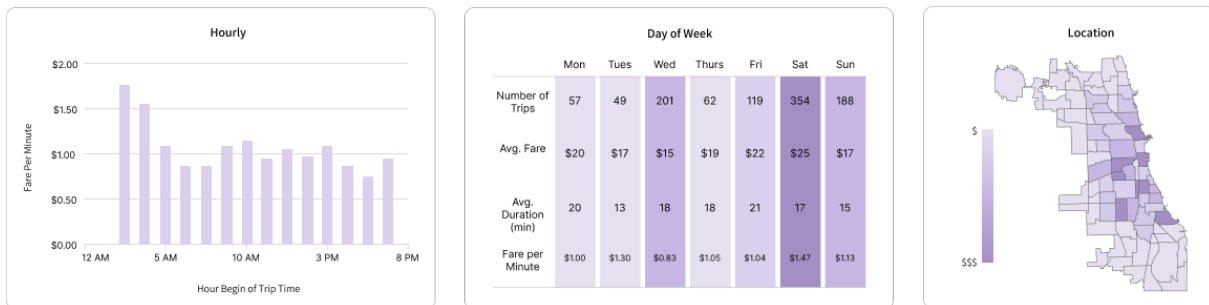 Hourly
$2.00
$1.50
$1.00
$0.50
$0.00
Fare Per Minute
12 AM 5 AM 10 AM 3 PM 8 PM
Hour Begin of Trip Time
Day of Week
Mon Tues Wed Thurs Fri Sat Sun
Number of
Trips
57 49 201 62 119 354 188
Avg. Fare
$20 $17 $15 $19 $22 $25 $17
Avg.
Duration
(min)
20 13 18 18 21 17 15
Fare per
Minute
$1.00 $1.30 $0.83 $1.05 $1.04 $1.47 $1.13
Location
$
$$$